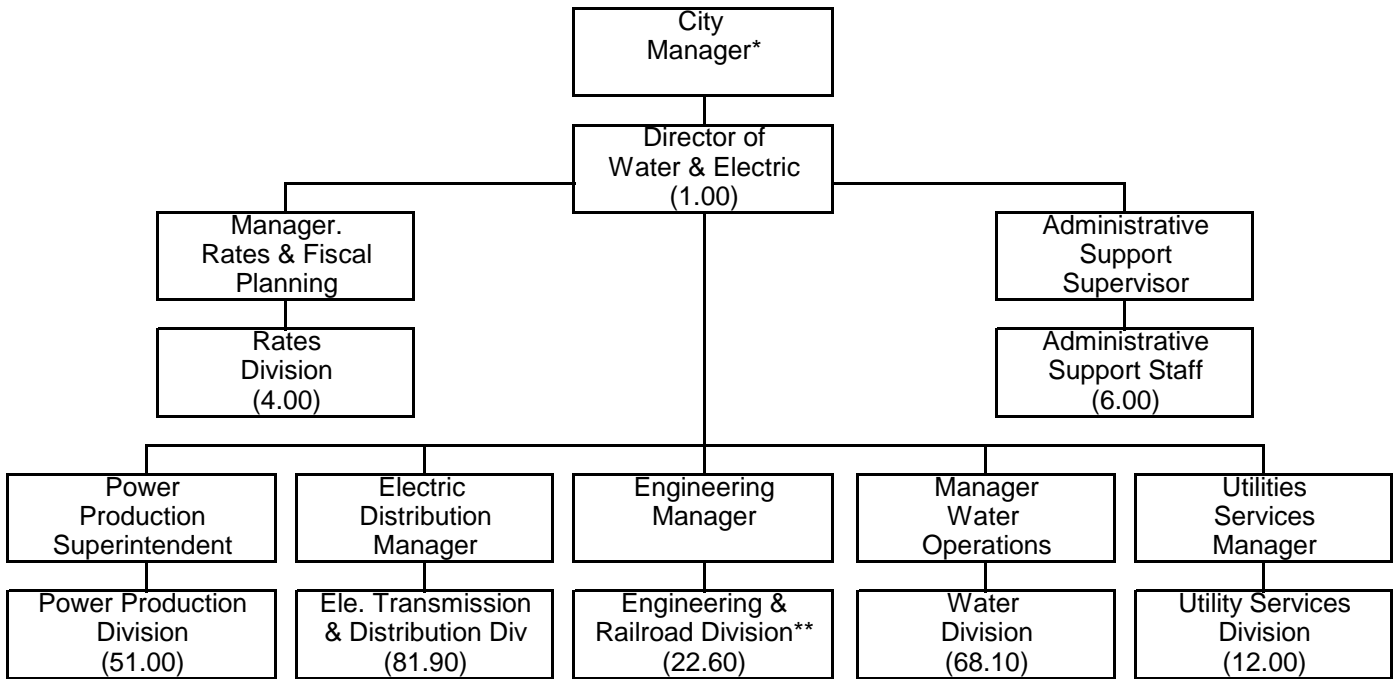 City
Manager*
Director of
Water & Electric
(1.00)
Manager.
Rates & Fiscal
Planning
Administrative
Support
Supervisor
Rates
Division
(4.00)
Administrative
Support Staff
(6.00)
Power
Production
Superintendent
Electric
Distribution
Manager
Engineering
Manager
Manager
Water
Operations
Utilities
Services
Manager
Power Production
Division
(51.00)
Ele. Transmission
& Distribution Div
(81.90)
Engineering &
Railroad Division**
(22.60)
Water
Division
(68.10)
Utility Services
Division
(12.00)